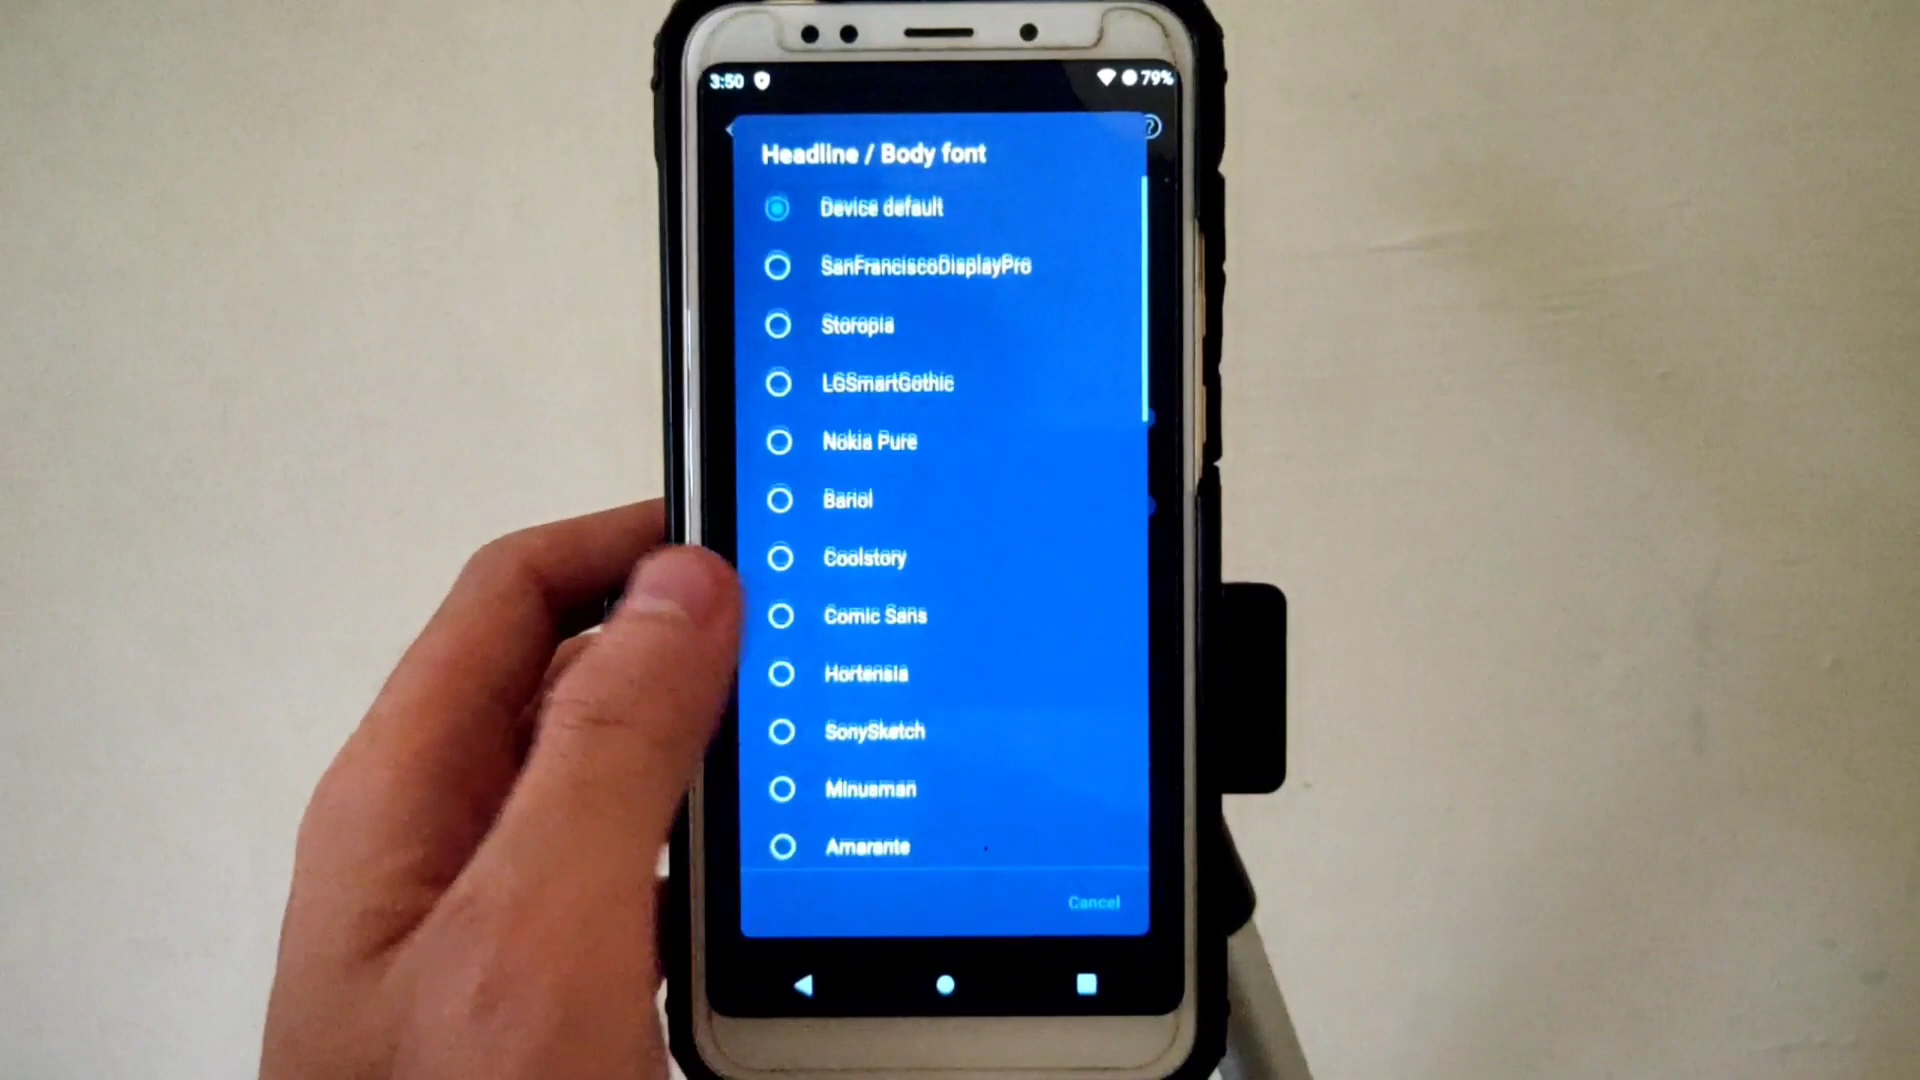 3:50
79%
?
Headline / Body font
Device default
SanFranciscoDisplayPro
Storopia
LGSmartGothic
Nokia Pure
Bariol
Coolstory
Comic Sans
Hortensia
SonySketch
Minusman
Amarante
Cancel